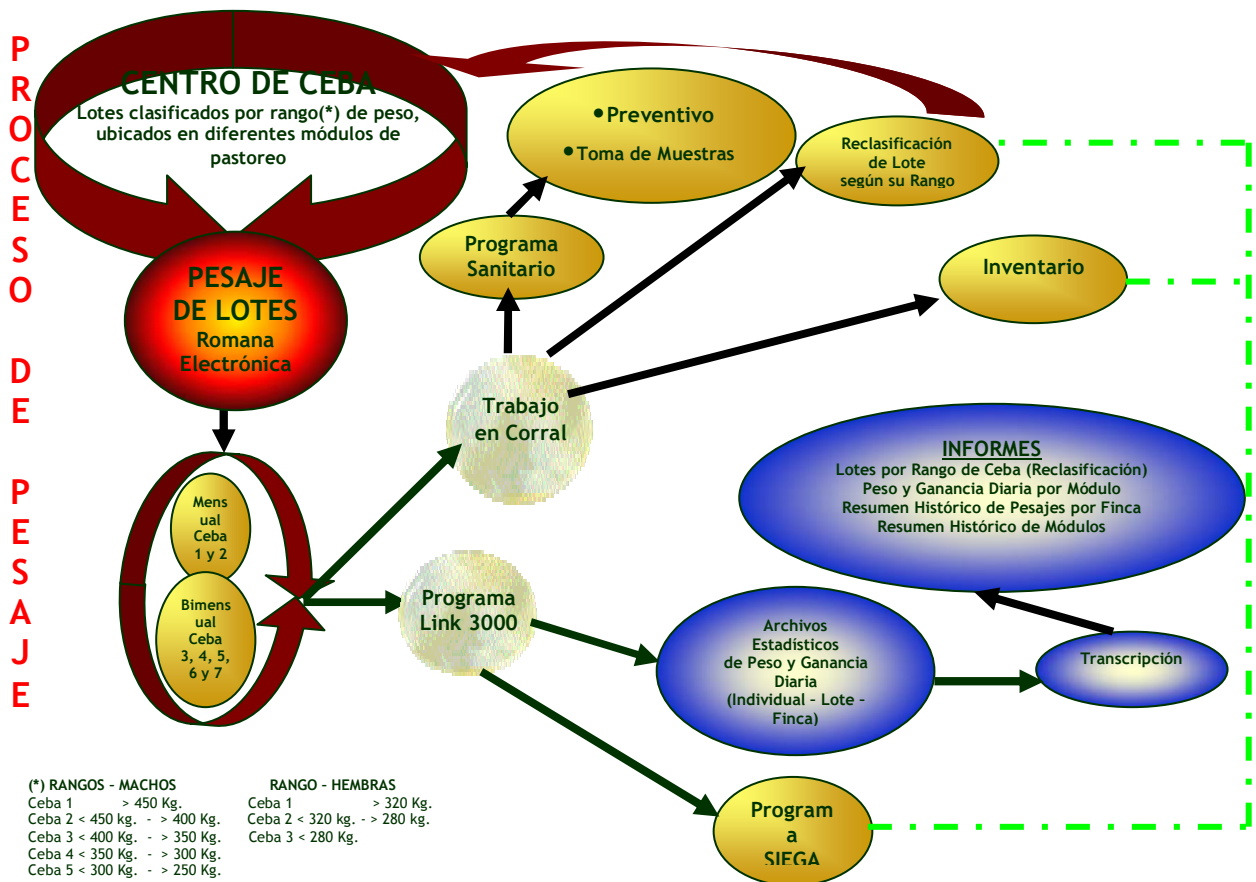 PROCESO DE PESAJE
CENTRO DE CEBA
Lotes clasificados por rango(*) de peso,
ubicados en diferentes módulos de
pastoreo
PESAJE
DE LOTES
Romana
Electrónica
Mens
ual
Ceba
1 y 2
Bimens
ual
Ceba
3, 4, 5,
6 y 7
• Preventivo
• Toma de Muestras
Programa
Sanitario
Reclasificación
de Lote
según su Rango
Inventario
Trabajo
en Corral
Programa
Link 3000
INFORMES
Lotes por Rango de Ceba (Reclasificación)
Peso y Ganancia Diaria por Módulo
Resumen Histórico de Pesajes por Finca
Resumen Histórico de Módulos
Archivos
Estadísticos
de Peso y Ganancia
Diaria
(Individual - Lote -
Finca)
Transcripción
Program
a
SIEGA
(*) RANGOS - MACHOS
Ceba 1 > 450 Kg.
Ceba 2 < 450 kg. - > 400 Kg.
Ceba 3 < 400 Kg. - > 350 Kg.
Ceba 4 < 350 Kg. - > 300 Kg.
Ceba 5 < 300 Kg. - > 250 Kg.
RANGO - HEMBRAS
Ceba 1 > 320 Kg.
Ceba 2 < 320 kg. - > 280 kg.
Ceba 3 < 280 Kg.